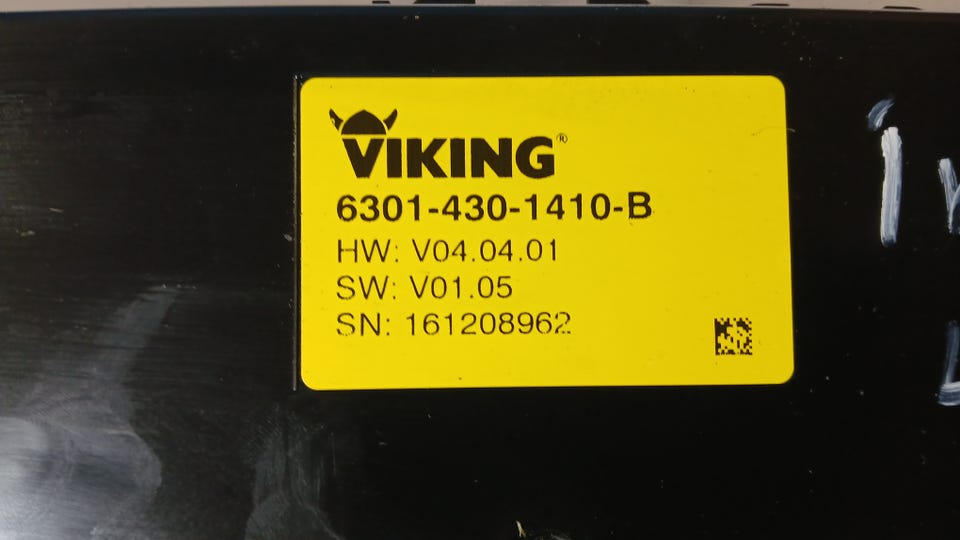 VIKING®
6301-430-1410-B
HW: V04.04.01
SW: V01.05
SN: 161208962